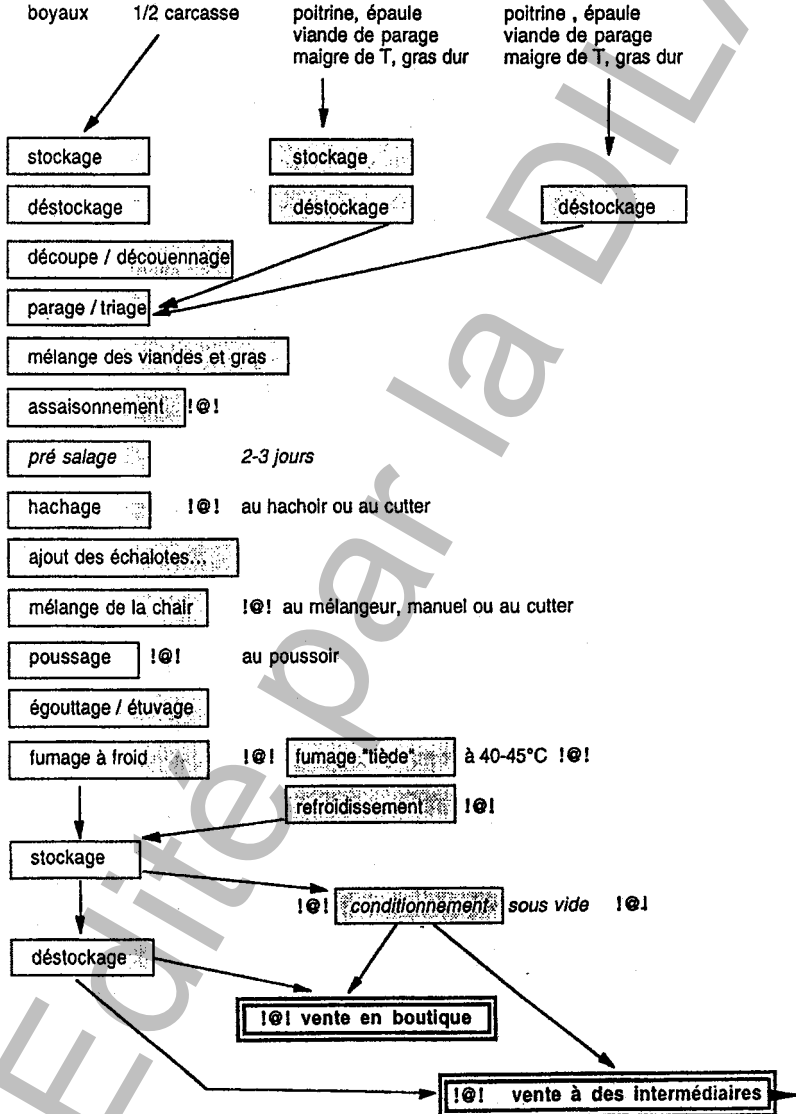 boyaux 1/2 carcasse poitrine, épaule poitrine , épaule
viande de parage viande de parage
maigre de T, gras dur maigre de T, gras dur
stockage stockage
déstockage déstockage déstockage
découpe / découennage
parage / triage
mélange des viandes et gras
assaisonnement !@!
pré salage 2-3 jours
hachage !@! au hachoir ou au cutter
ajout des échalotes...
mélange de la chair !@! au mélangeur, manuel ou au cutter
poussage !@! au poussoir
égouttage / étuvage
fumage à froid !@! fumage "tiède" à 40-45°C !@!
refroidissement !@!
stockage
!@! conditionnement sous vide !@!
déstockage
!@! vente en boutique
!@! vente à des intermédiaires
Edité par la DILA